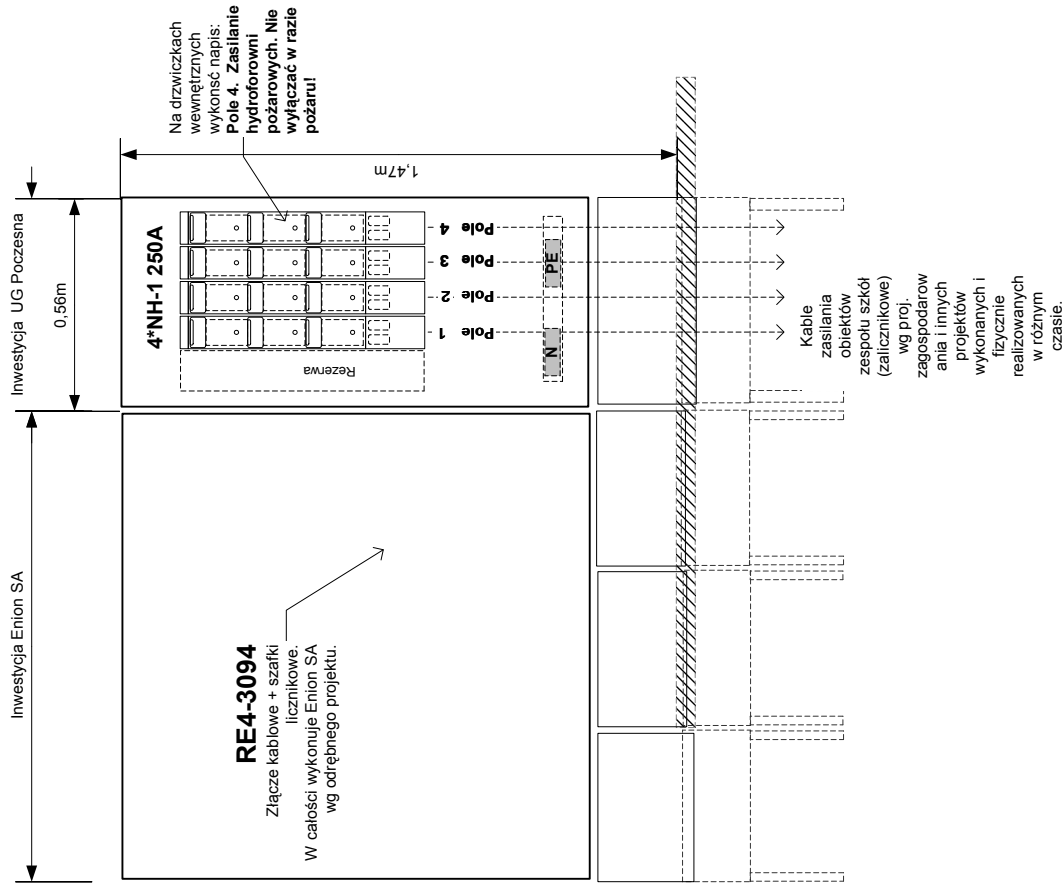 Inwestycja Enion SA
Inwestycja UG Poczesna
0,56m
1,47m
Na drzwiczkach
wewnętrznych
wykonsć napis:
Pole 4. Zasilanie
hydroforowni
pożarowych. Nie
wyłączać w razie
pożaru!
4*NH-1 250A
Rezerwa
Pole 1
Pole 2
Pole 3
Pole 4
N
PE
RE4-3094
Złącze kablowe + szafki
licznikowe.
W całości wykonuje Enion SA
wg odrębnego projektu.
Kable
zasilania
obiektów
zespołu szkół
(zalicznikowe)
wg proj.
zagospodarow
ania i innych
projektów
wykonanych i
fizycznie
realizowanych
w różnym
czasie.